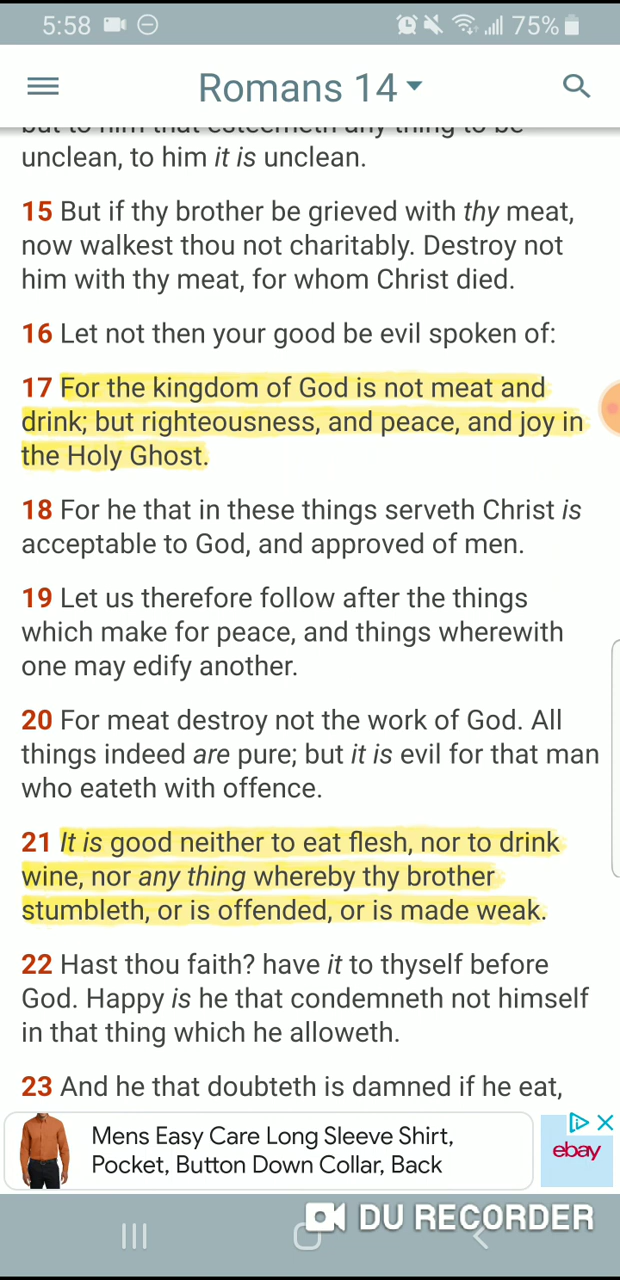 5:58
75%
Romans 14
but to him that esteemeth any thing to be
unclean, to him it is unclean.
15 But if thy brother be grieved with thy meat,
now walkest thou not charitably. Destroy not
him with thy meat, for whom Christ died.
16 Let not then your good be evil spoken of:
17 For the kingdom of God is not meat and
drink; but righteousness, and peace, and joy in
the Holy Ghost.
18 For he that in these things serveth Christ is
acceptable to God, and approved of men.
19 Let us therefore follow after the things
which make for peace, and things wherewith
one may edify another.
20 For meat destroy not the work of God. All
things indeed are pure; but it is evil for that man
who eateth with offence.
21 It is good neither to eat flesh, nor to drink
wine, nor any thing whereby thy brother
stumbleth, or is offended, or is made weak.
22 Hast thou faith? have it to thyself before
God. Happy is he that condemneth not himself
in that thing which he alloweth.
23 And he that doubteth is damned if he eat,
Mens Easy Care Long Sleeve Shirt,
Pocket, Button Down Collar, Back
ebay
DU RECORDER